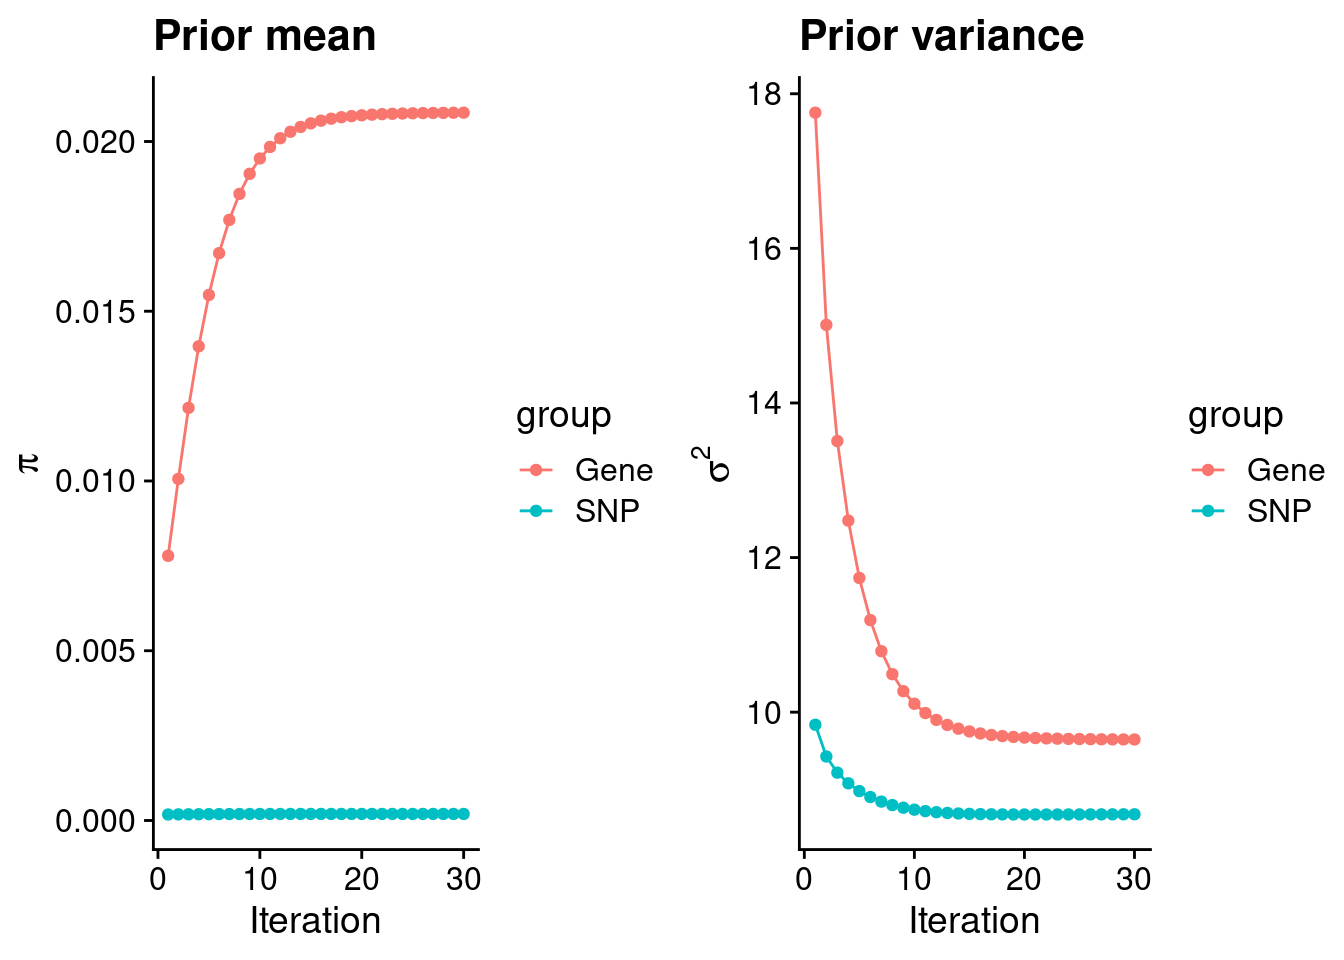 Prior mean
π
0.020
0.015
0.010
0.005
0.000
0 10 20 30
Iteration
group
Gene
SNP
Prior variance
σ²
18
16
14
12
10
0 10 20 30
Iteration
group
Gene
SNP